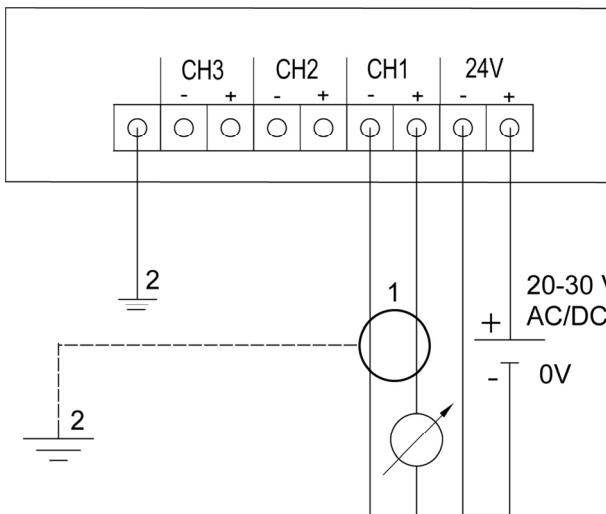 CH3 CH2 CH1 24V
- + - + - + - +
2
1
20-30 V
AC/DC
+
- 0V
2